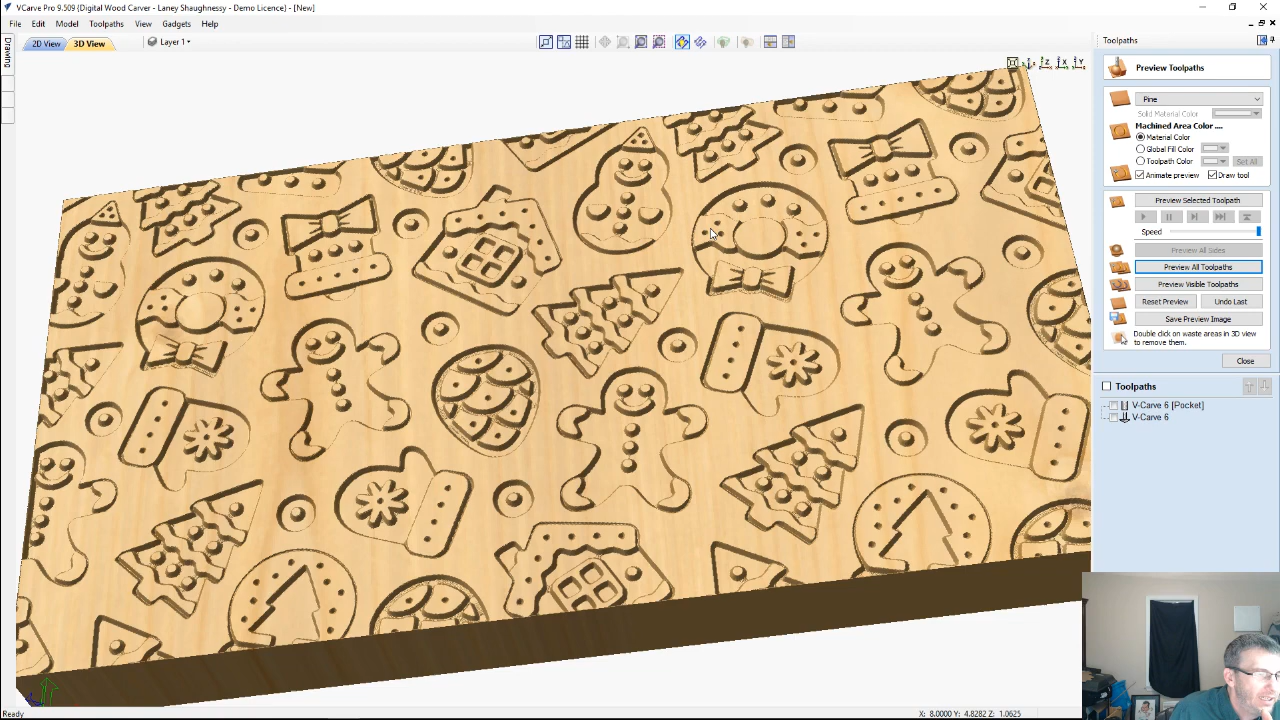 VCarve Pro 9.509 {Digital Wood Carver - Laney Shaughnessy - Demo Licence} - [New]
File Edit Model Toolpaths View Gadgets Help
2D View 3D View Layer 1
Drawing
Toolpaths
Preview Toolpaths
Pine
Solid Material Color
Machined Area Color ....
Material Color
Global Fill Color
Toolpath Color Set All
Animate preview Draw tool
Preview Selected Toolpath
Speed
Preview All Sides
Preview All Toolpaths
Preview Visible Toolpaths
Reset Preview Undo Last
Save Preview Image
Double click on waste areas in 3D view
to remove them.
Close
Toolpaths
V-Carve 6 [Pocket]
V-Carve 6
Z X Y
Ready
X: 8.0000 Y: 4.8282 Z: 1.0625